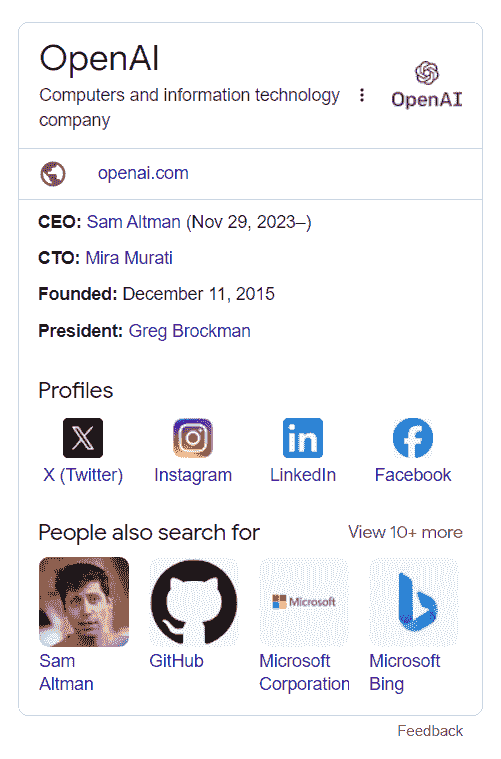 OpenAI
Computers and information technology
company
OpenAI
openai.com
CEO: Sam Altman (Nov 29, 2023–)
CTO: Mira Murati
Founded: December 11, 2015
President: Greg Brockman
Profiles
X (Twitter) Instagram LinkedIn Facebook
People also search for View 10+ more
Microsoft
Sam Altman
GitHub
Microsoft Corporation
Microsoft Bing
Feedback